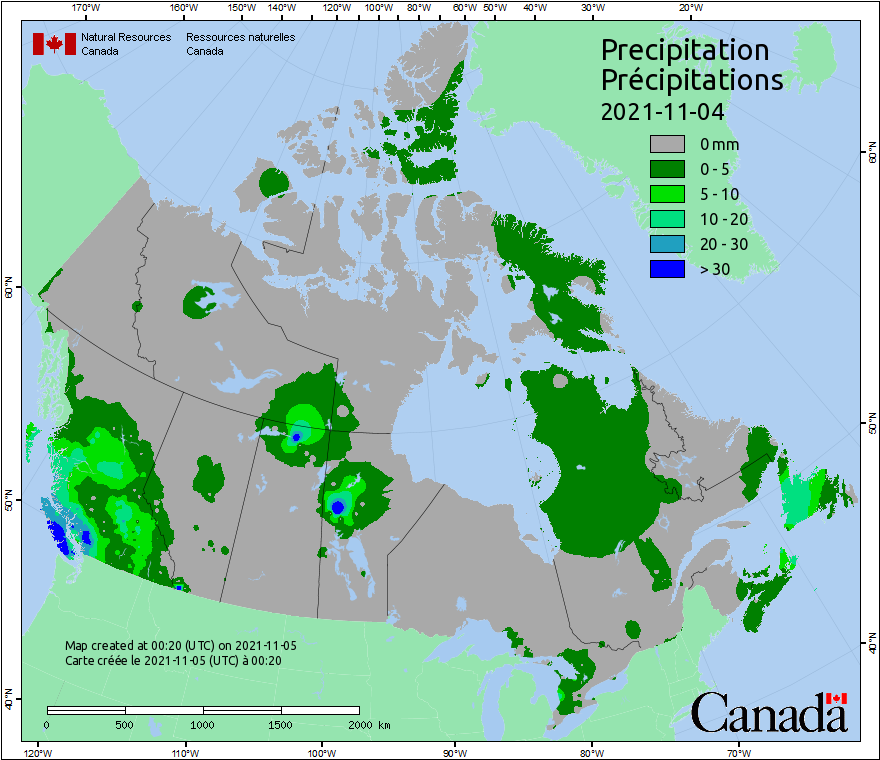 170°W 160°W 150°W 140°W 130°W 120°W 110°W 100°W 90°W 80°W 70°W 60°W 50°W 40°W 30°W 20°W
Natural Resources Canada
Ressources naturelles Canada
Precipitation
Précipitations
2021-11-04
0 mm
0 - 5
5 - 10
10 - 20
20 - 30
> 30
60°N
60°N
50°N
50°N
40°N
40°N
Map created at 00:20 (UTC) on 2021-11-05
Carte créée le 2021-11-05 (UTC) à 00:20
0 500 1000 1500 2000 km
Canada
120°W 110°W 100°W 90°W 80°W 70°W